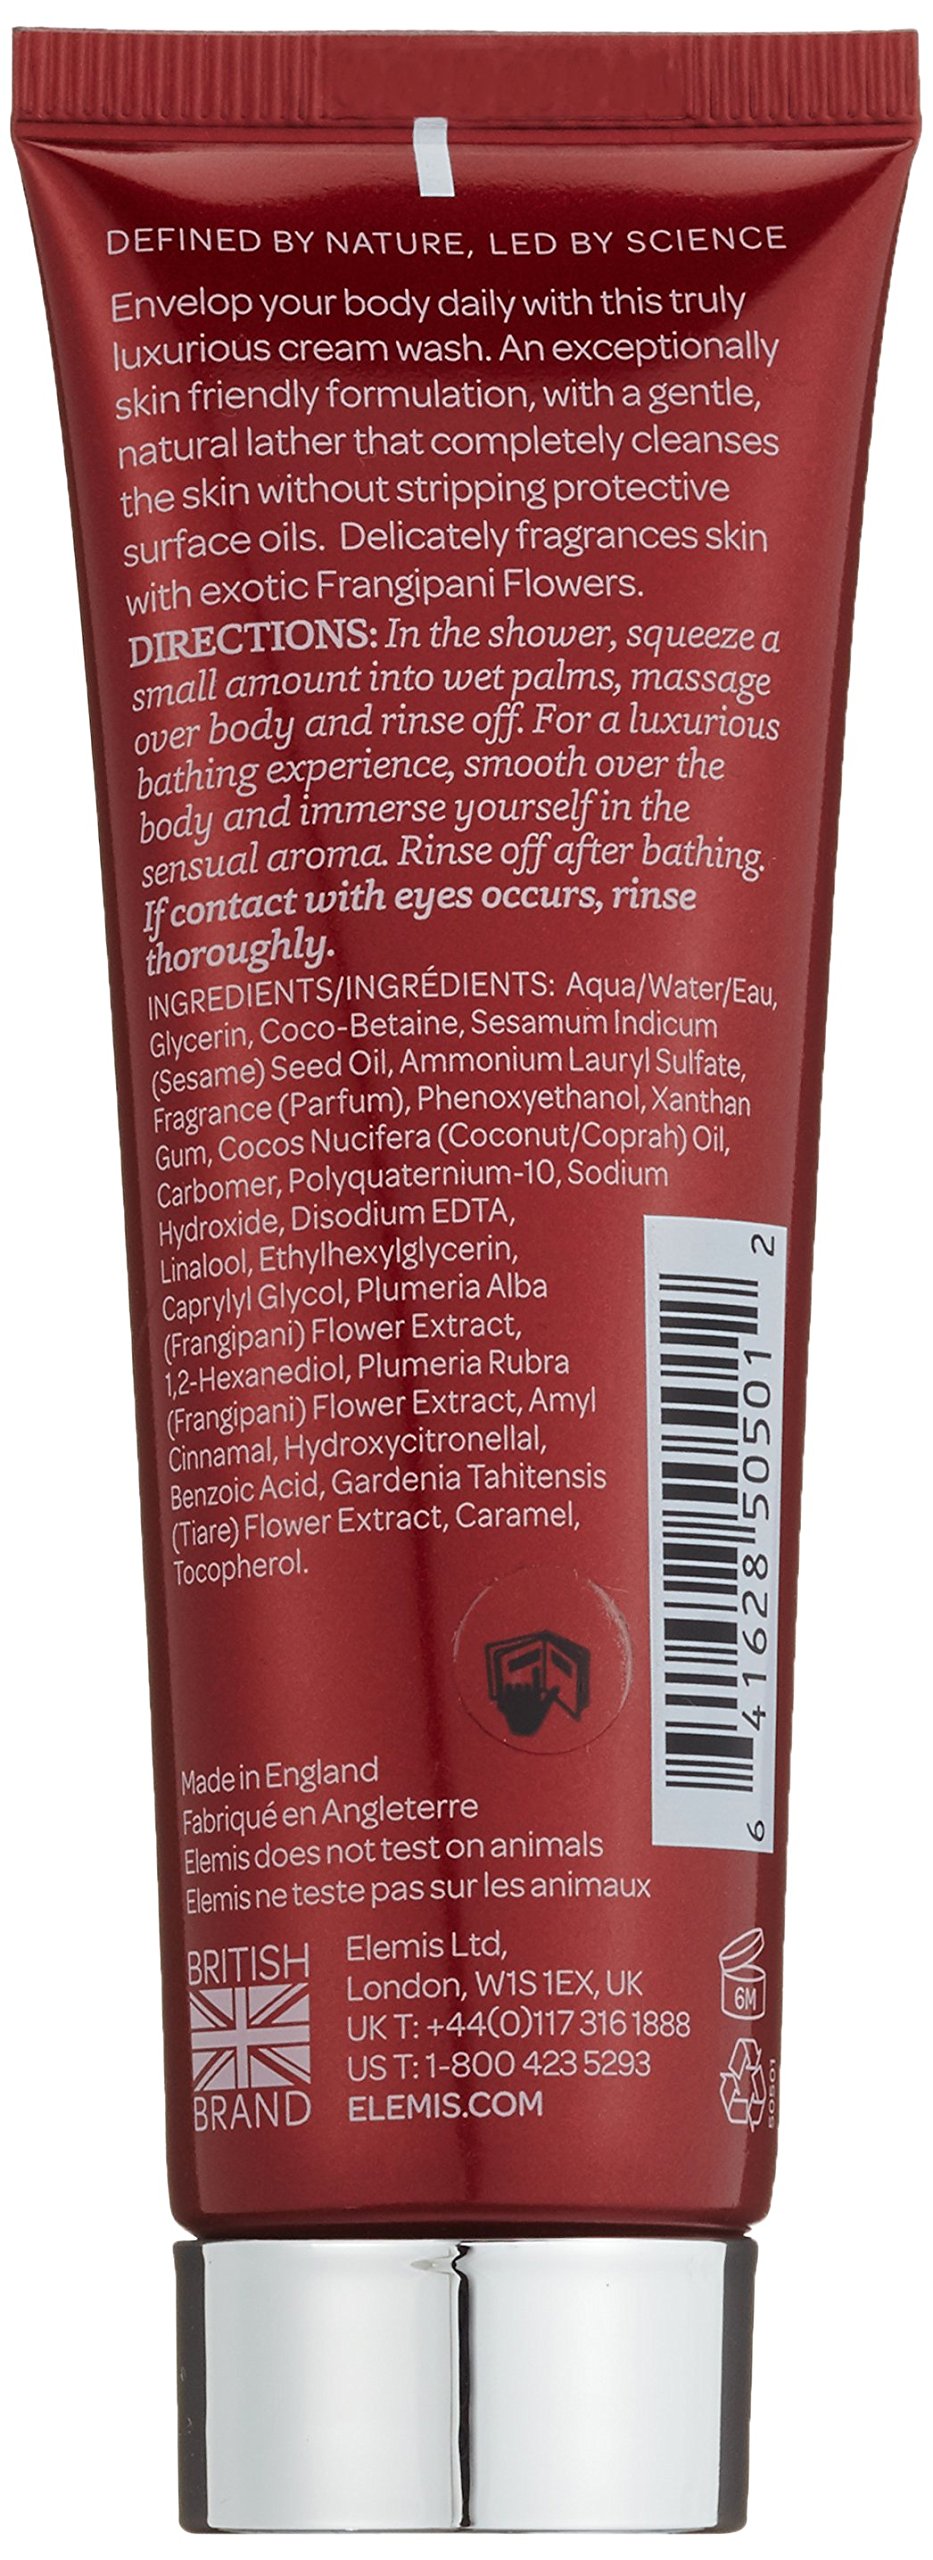 DEFINED BY NATURE, LED BY SCIENCE
Envelop your body daily with this truly
luxurious cream wash. An exceptionally
skin friendly formulation, with a gentle,
natural lather that completely cleanses
the skin without stripping protective
surface oils. Delicately fragrances skin
with exotic Frangipani Flowers.
DIRECTIONS: In the shower, squeeze a
small amount into wet palms, massage
over body and rinse off. For a luxurious
bathing experience, smooth over the
body and immerse yourself in the
sensual aroma. Rinse off after bathing.
If contact with eyes occurs, rinse
thoroughly.
INGREDIENTS/INGRÉDIENTS: Aqua/Water/Eau,
Glycerin, Coco-Betaine, Sesamum Indicum
(Sesame) Seed Oil, Ammonium Lauryl Sulfate,
Fragrance (Parfum), Phenoxyethanol, Xanthan
Gum, Cocos Nucifera (Coconut/Coprah) Oil,
Carbomer, Polyquaternium-10, Sodium
Hydroxide, Disodium EDTA,
Linalool, Ethylhexylglycerin,
Caprylyl Glycol, Plumeria Alba
(Frangipani) Flower Extract,
1,2-Hexanediol, Plumeria Rubra
(Frangipani) Flower Extract, Amyl
Cinnamal, Hydroxycitronellal,
Benzoic Acid, Gardenia Tahitensis
(Tiare) Flower Extract, Caramel,
Tocopherol.
6 41628 50501 2
Made in England
Fabriqué en Angleterre
Elemis does not test on animals
Elemis ne teste pas sur les animaux
BRITISH
BRAND
Elemis Ltd,
London, W1S 1EX, UK
UK T: +44(0)117 316 1888
US T: 1-800 423 5293
ELEMIS.COM
6M
50501